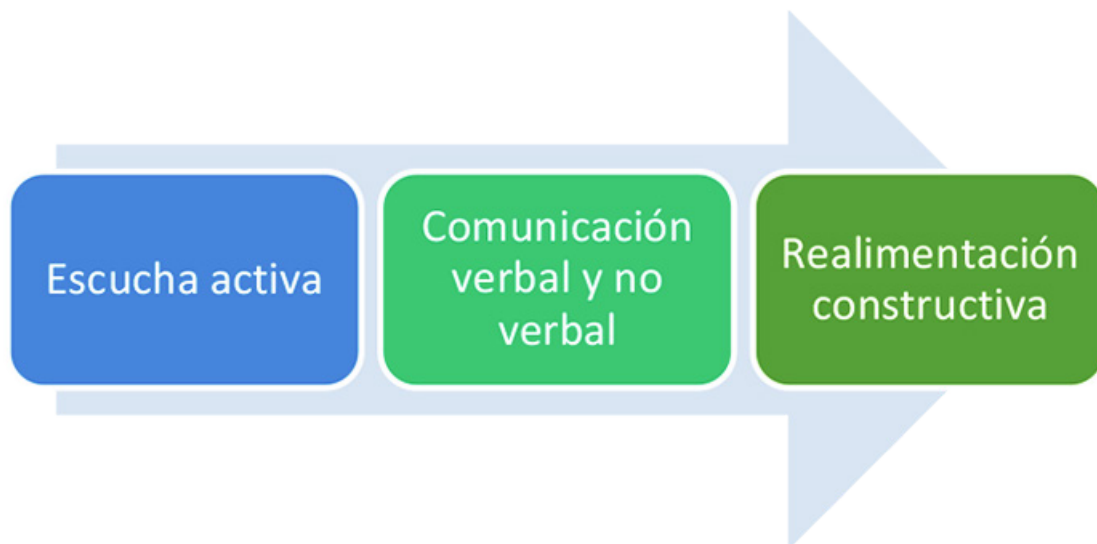 Escucha activa
Comunicación
verbal y no
verbal
Realimentación
constructiva